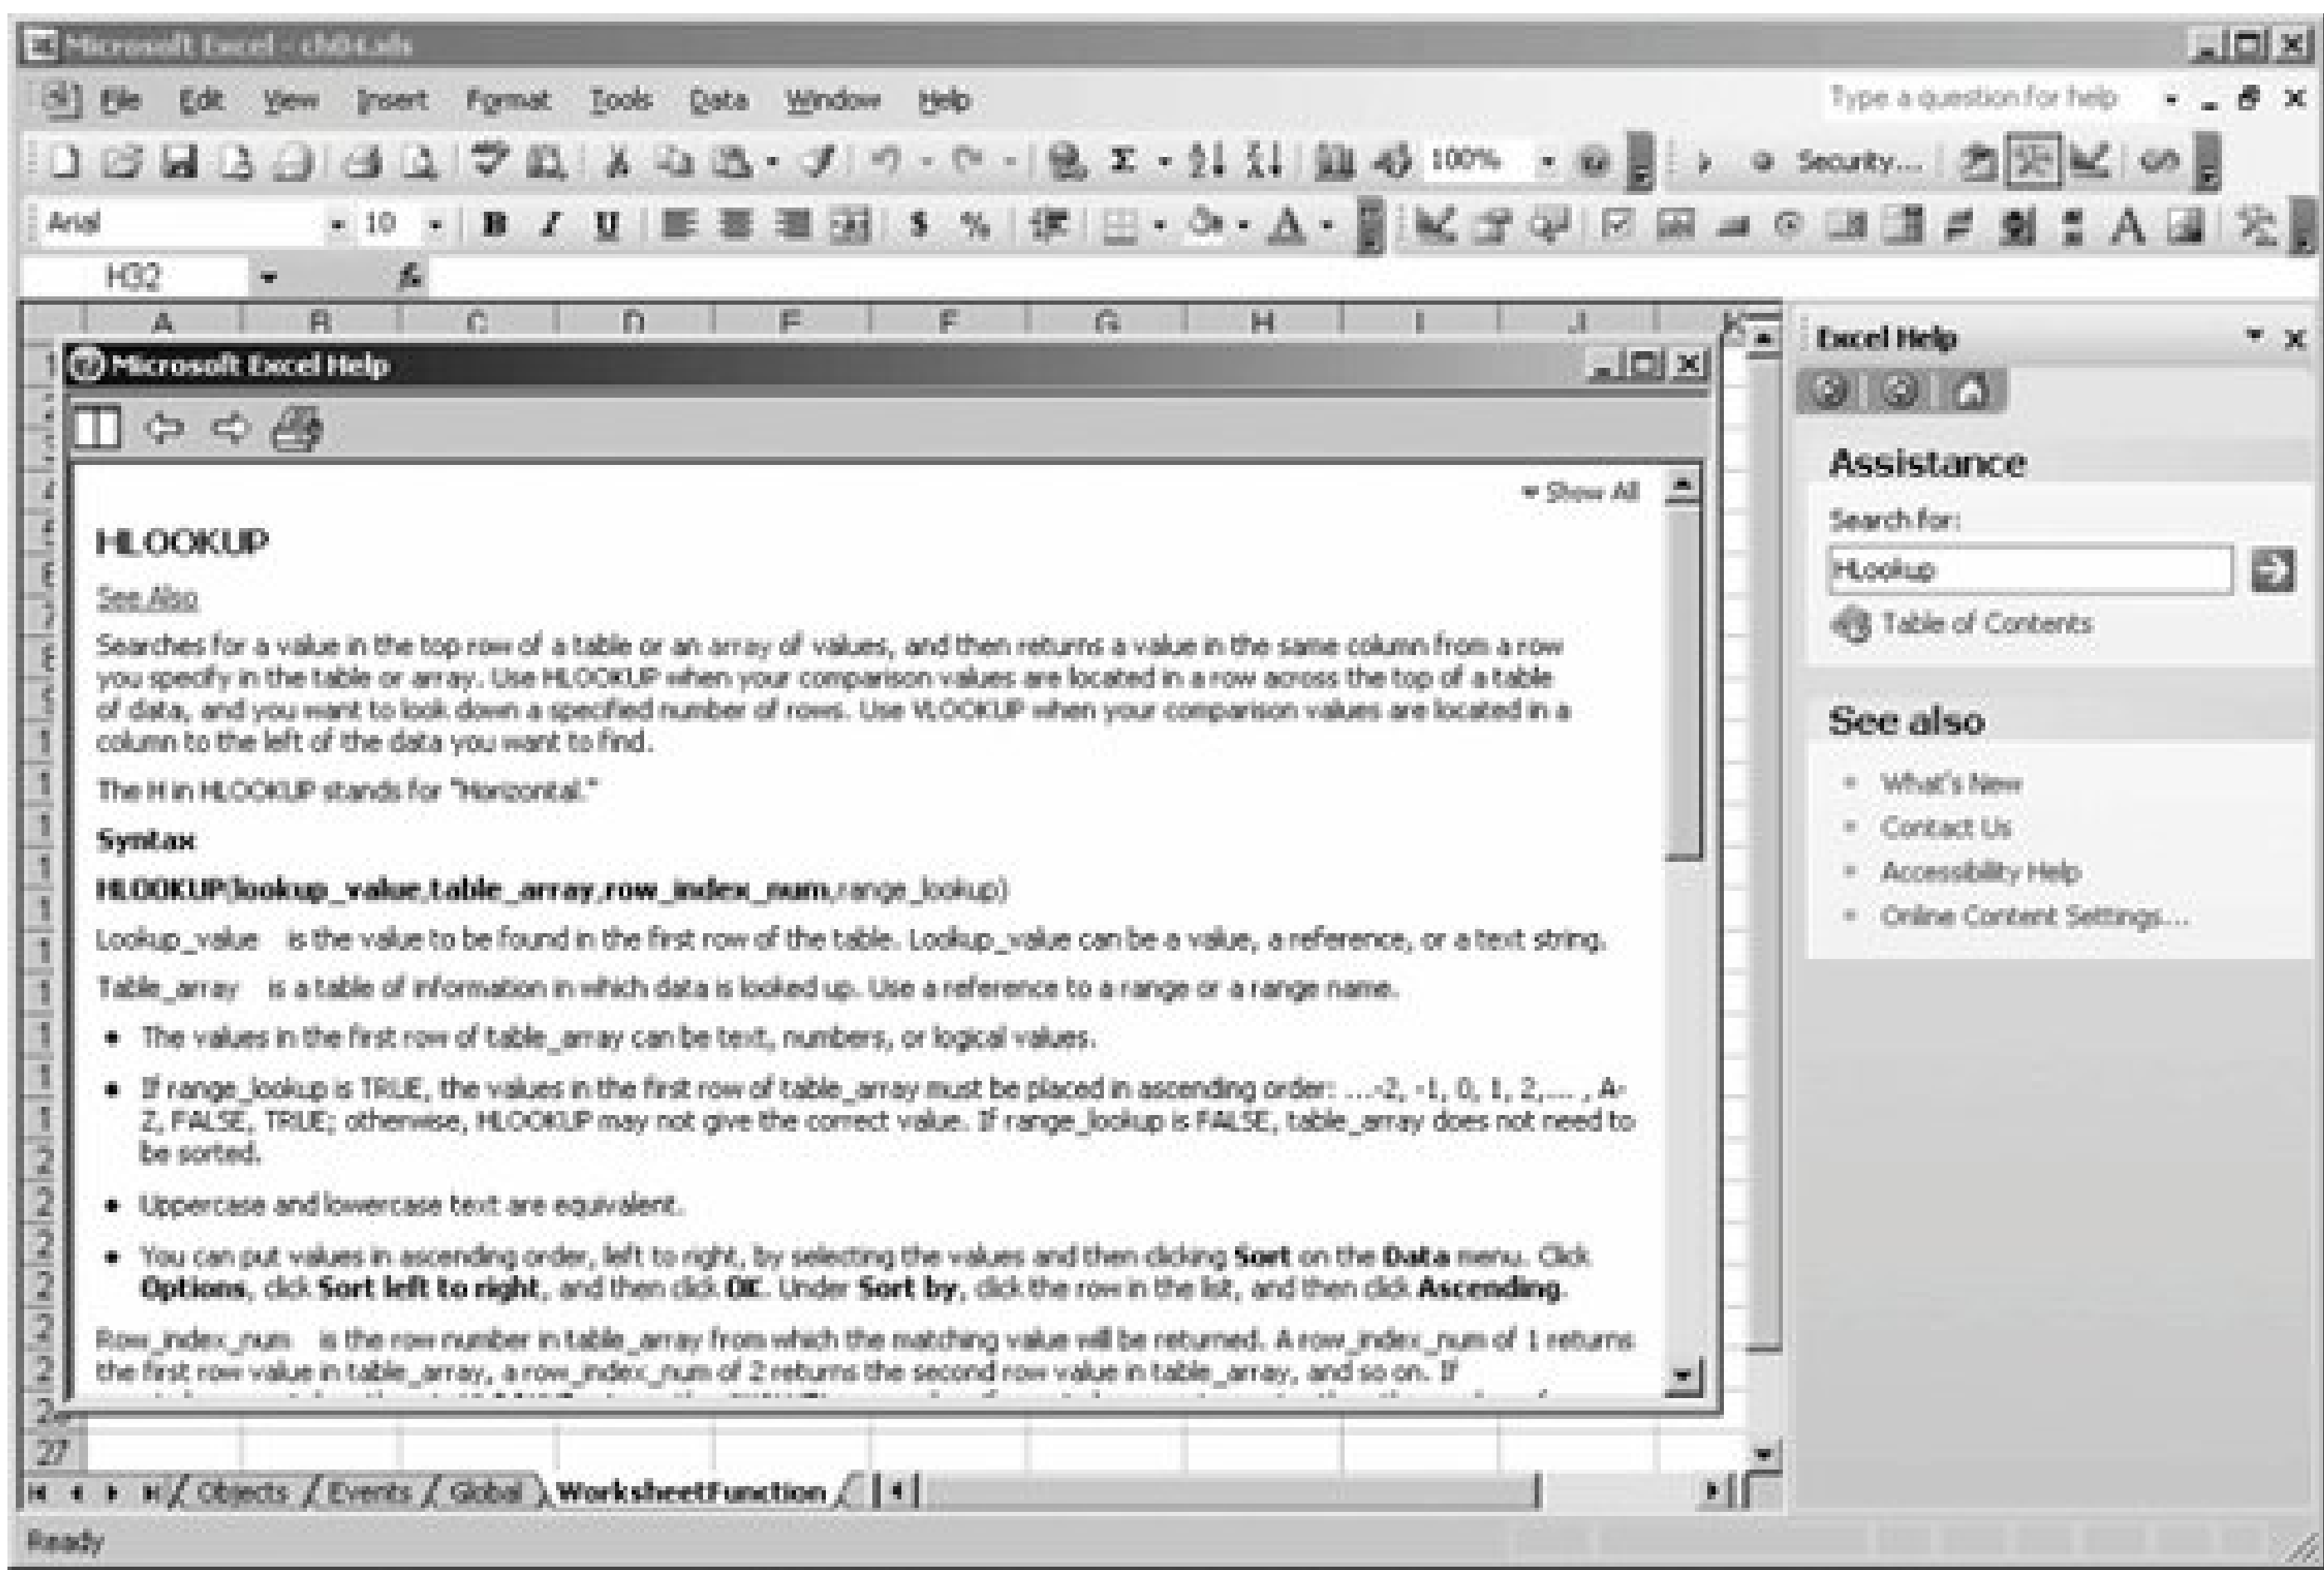 Microsoft Excel - ch04.xls
File Edit View Insert Format Tools Data Window Help
Type a question for help
100%
Security...
Arial 10 B I U $ %
H32 fx
A B C D E F G H I J K
Microsoft Excel Help
Show All
HLOOKUP
See Also
Searches for a value in the top row of a table or an array of values, and then returns a value in the same column from a row
you specify in the table or array. Use HLOOKUP when your comparison values are located in a row across the top of a table
of data, and you want to look down a specified number of rows. Use VLOOKUP when your comparison values are located in a
column to the left of the data you want to find.
The H in HLOOKUP stands for "Horizontal."
Syntax
HLOOKUP(lookup_value,table_array,row_index_num,range_lookup)
Lookup_value is the value to be found in the first row of the table. Lookup_value can be a value, a reference, or a text string.
Table_array is a table of information in which data is looked up. Use a reference to a range or a range name.
• The values in the first row of table_array can be text, numbers, or logical values.
• If range_lookup is TRUE, the values in the first row of table_array must be placed in ascending order: ...-2, -1, 0, 1, 2,... , A-
Z, FALSE, TRUE; otherwise, HLOOKUP may not give the correct value. If range_lookup is FALSE, table_array does not need to
be sorted.
• Uppercase and lowercase text are equivalent.
• You can put values in ascending order, left to right, by selecting the values and then clicking Sort on the Data menu. Click
Options, click Sort left to right, and then click OK. Under Sort by, click the row in the list, and then click Ascending.
Row_index_num is the row number in table_array from which the matching value will be returned. A row_index_num of 1 returns
the first row value in table_array, a row_index_num of 2 returns the second row value in table_array, and so on. If
27
Objects Events Global WorksheetFunction
Ready
Excel Help
Assistance
Search for:
HLookup
Table of Contents
See also
What's New
Contact Us
Accessibility Help
Online Content Settings...